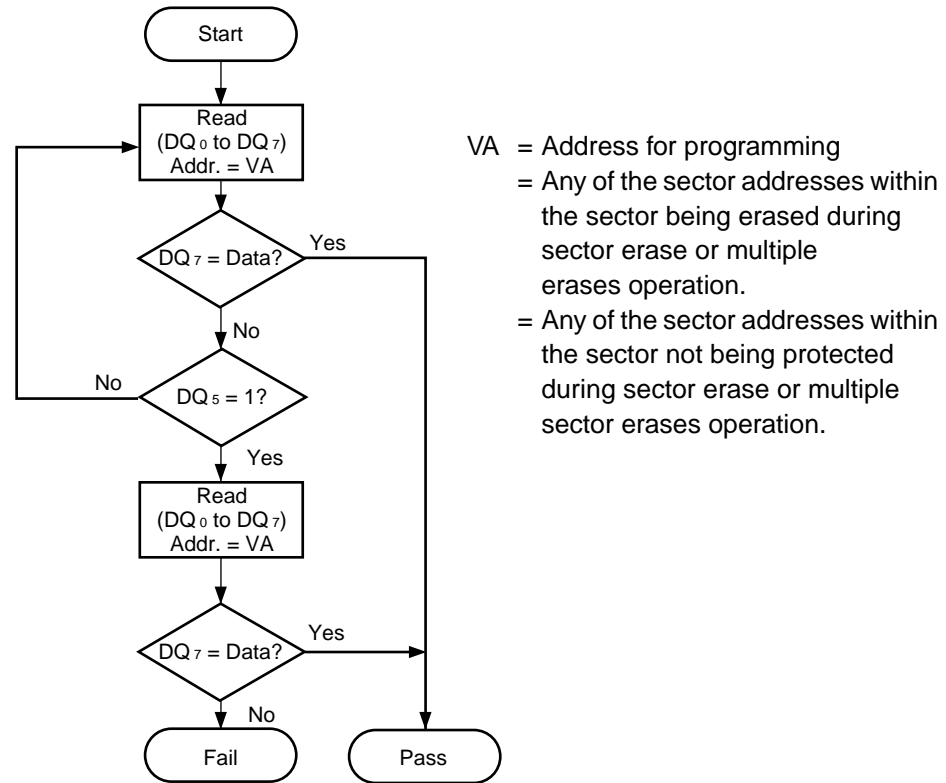 Start
Read
(DQ0 to DQ7)
Addr. = VA
DQ7 = Data?
Yes
No
DQ5 = 1?
No
Yes
Read
(DQ0 to DQ7)
Addr. = VA
DQ7 = Data?
Yes
No
Fail
Pass
VA = Address for programming
= Any of the sector addresses within
the sector being erased during
sector erase or multiple
erases operation.
= Any of the sector addresses within
the sector not being protected
during sector erase or multiple
sector erases operation.